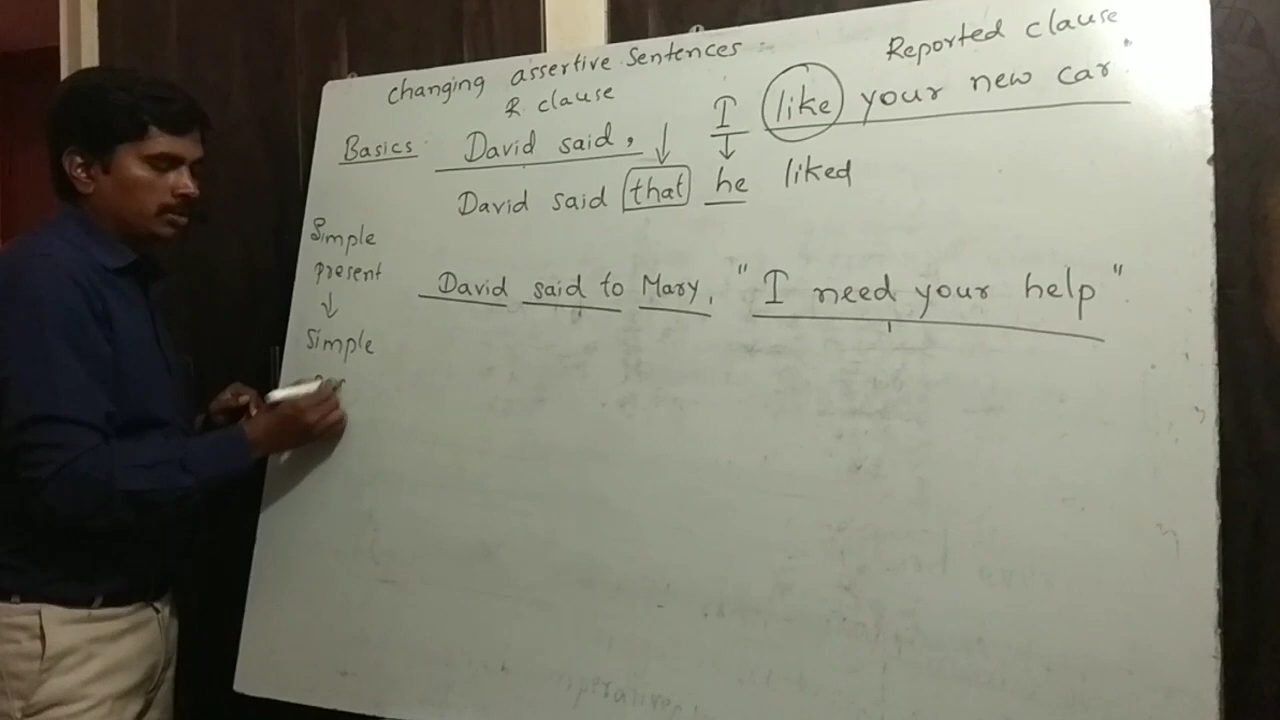 Changing assertive Sentences :
Reported clause
R. clause
Basics David said, I like your new car.
David said that he liked
Simple
present
↓
Simple
David said to Mary, "I need your help"